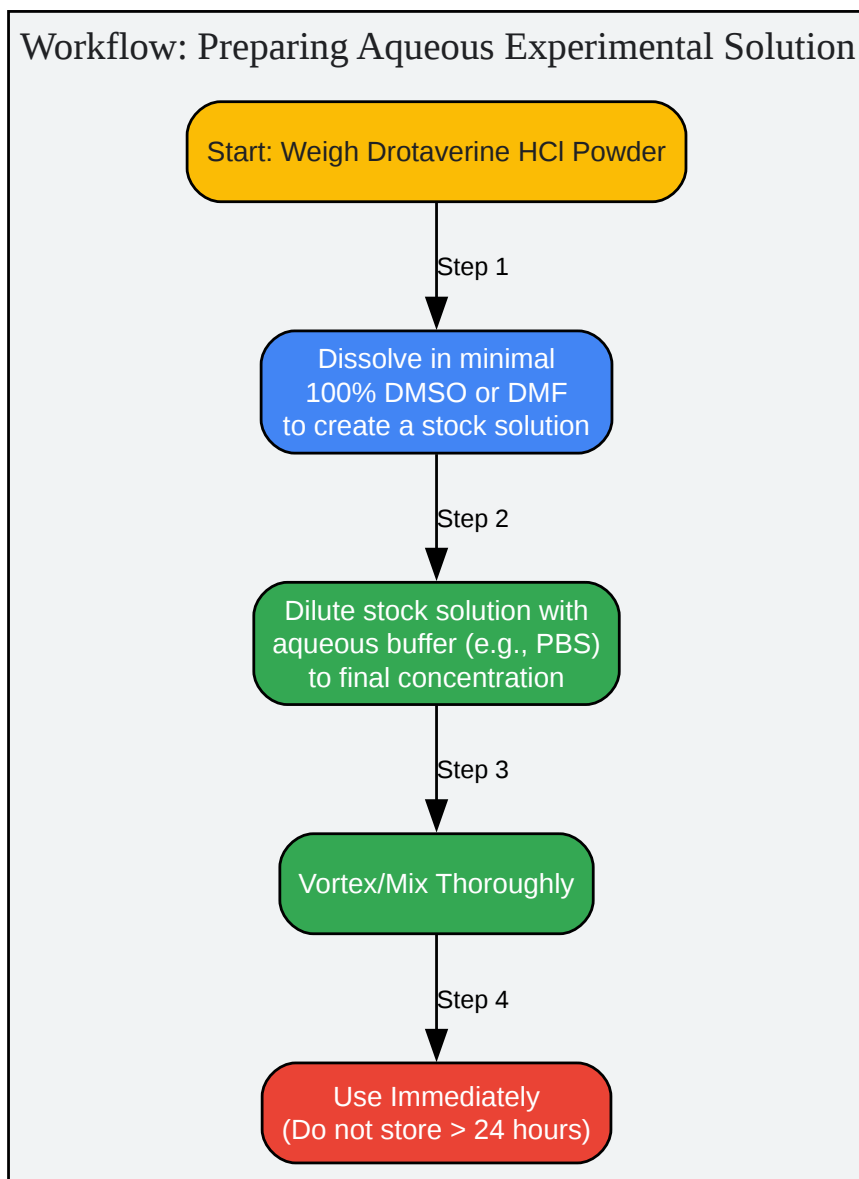 Workflow: Preparing Aqueous Experimental Solution
Start: Weigh Drotaverine HCl Powder
Step 1
Dissolve in minimal
100% DMSO or DMF
to create a stock solution
Step 2
Dilute stock solution with
aqueous buffer (e.g., PBS)
to final concentration
Step 3
Vortex/Mix Thoroughly
Step 4
Use Immediately
(Do not store > 24 hours)